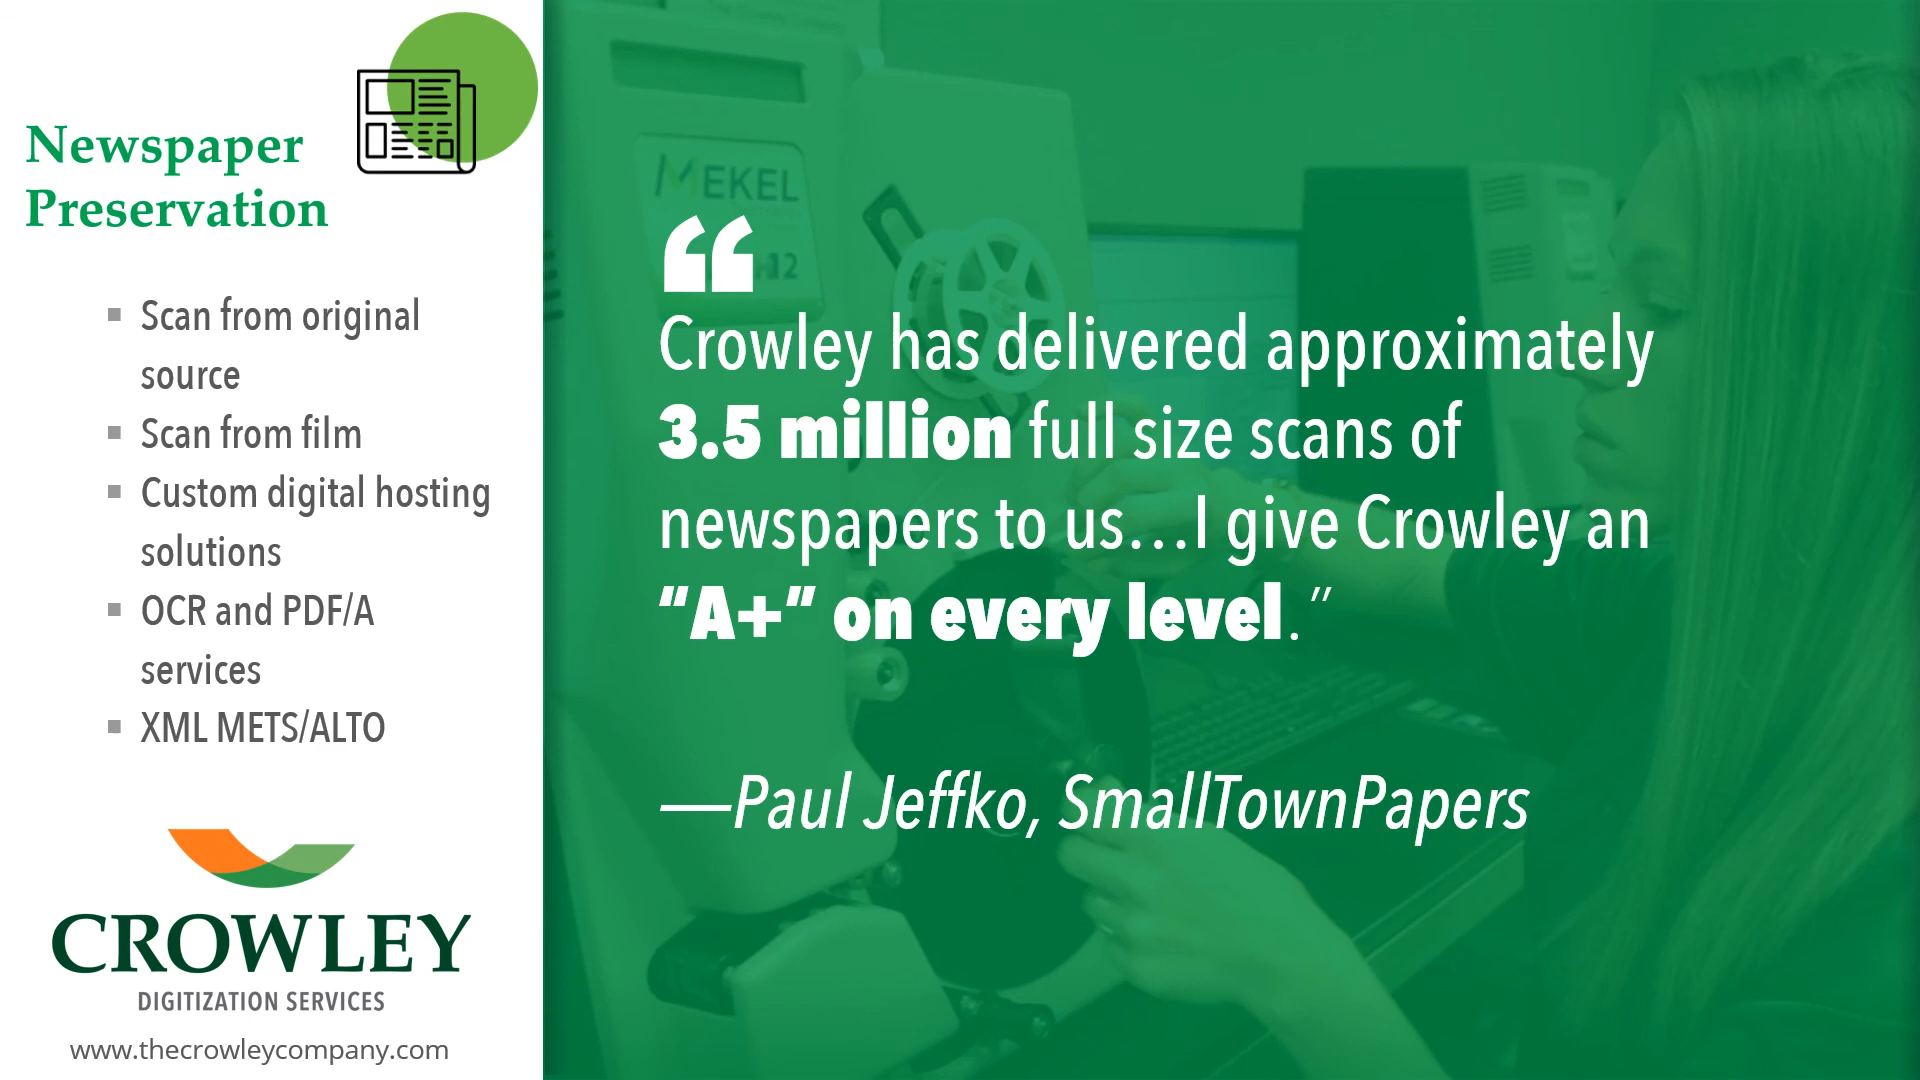 Newspaper
Preservation
▪ Scan from original
source
▪ Scan from film
▪ Custom digital hosting
solutions
▪ OCR and PDF/A
services
▪ XML METS/ALTO
CROWLEY
DIGITIZATION SERVICES
www.thecrowleycompany.com
MEKEL
12
“
Crowley has delivered approximately
3.5 million full size scans of
newspapers to us…I give Crowley an
“A+” on every level.”
—Paul Jeffko, SmallTownPapers